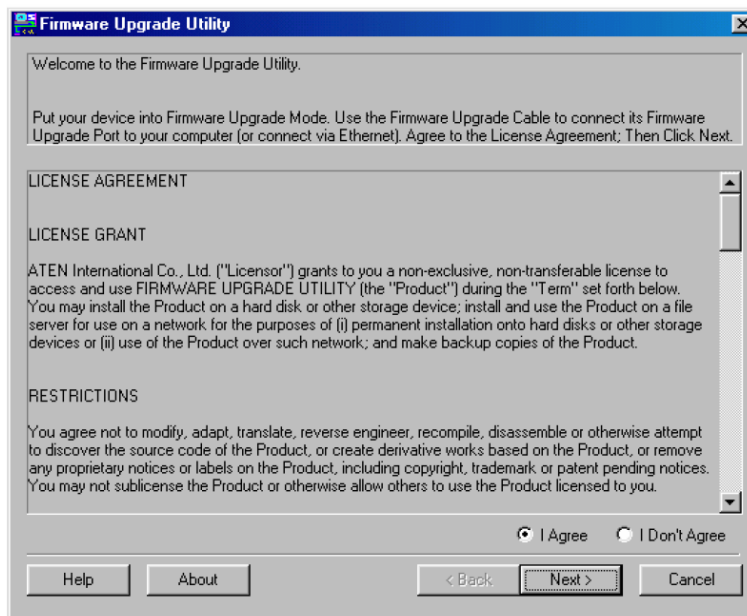 Firmware Upgrade Utility
Welcome to the Firmware Upgrade Utility.
Put your device into Firmware Upgrade Mode. Use the Firmware Upgrade Cable to connect its Firmware
Upgrade Port to your computer (or connect via Ethernet). Agree to the License Agreement; Then Click Next.
LICENSE AGREEMENT
LICENSE GRANT
ATEN International Co., Ltd. ("Licensor") grants to you a non-exclusive, non-transferable license to
access and use FIRMWARE UPGRADE UTILITY (the "Product") during the "Term" set forth below.
You may install the Product on a hard disk or other storage device; install and use the Product on a file
server for use on a network for the purposes of (i) permanent installation onto hard disks or other storage
devices or (ii) use of the Product over such network; and make backup copies of the Product.
RESTRICTIONS
You agree not to modify, adapt, translate, reverse engineer, recompile, disassemble or otherwise attempt
to discover the source code of the Product, or create derivative works based on the Product, or remove
any proprietary notices or labels on the Product, including copyright, trademark or patent pending notices.
You may not sublicense the Product or otherwise allow others to use the Product licensed to you.
I Agree I Don't Agree
Help About < Back Next > Cancel